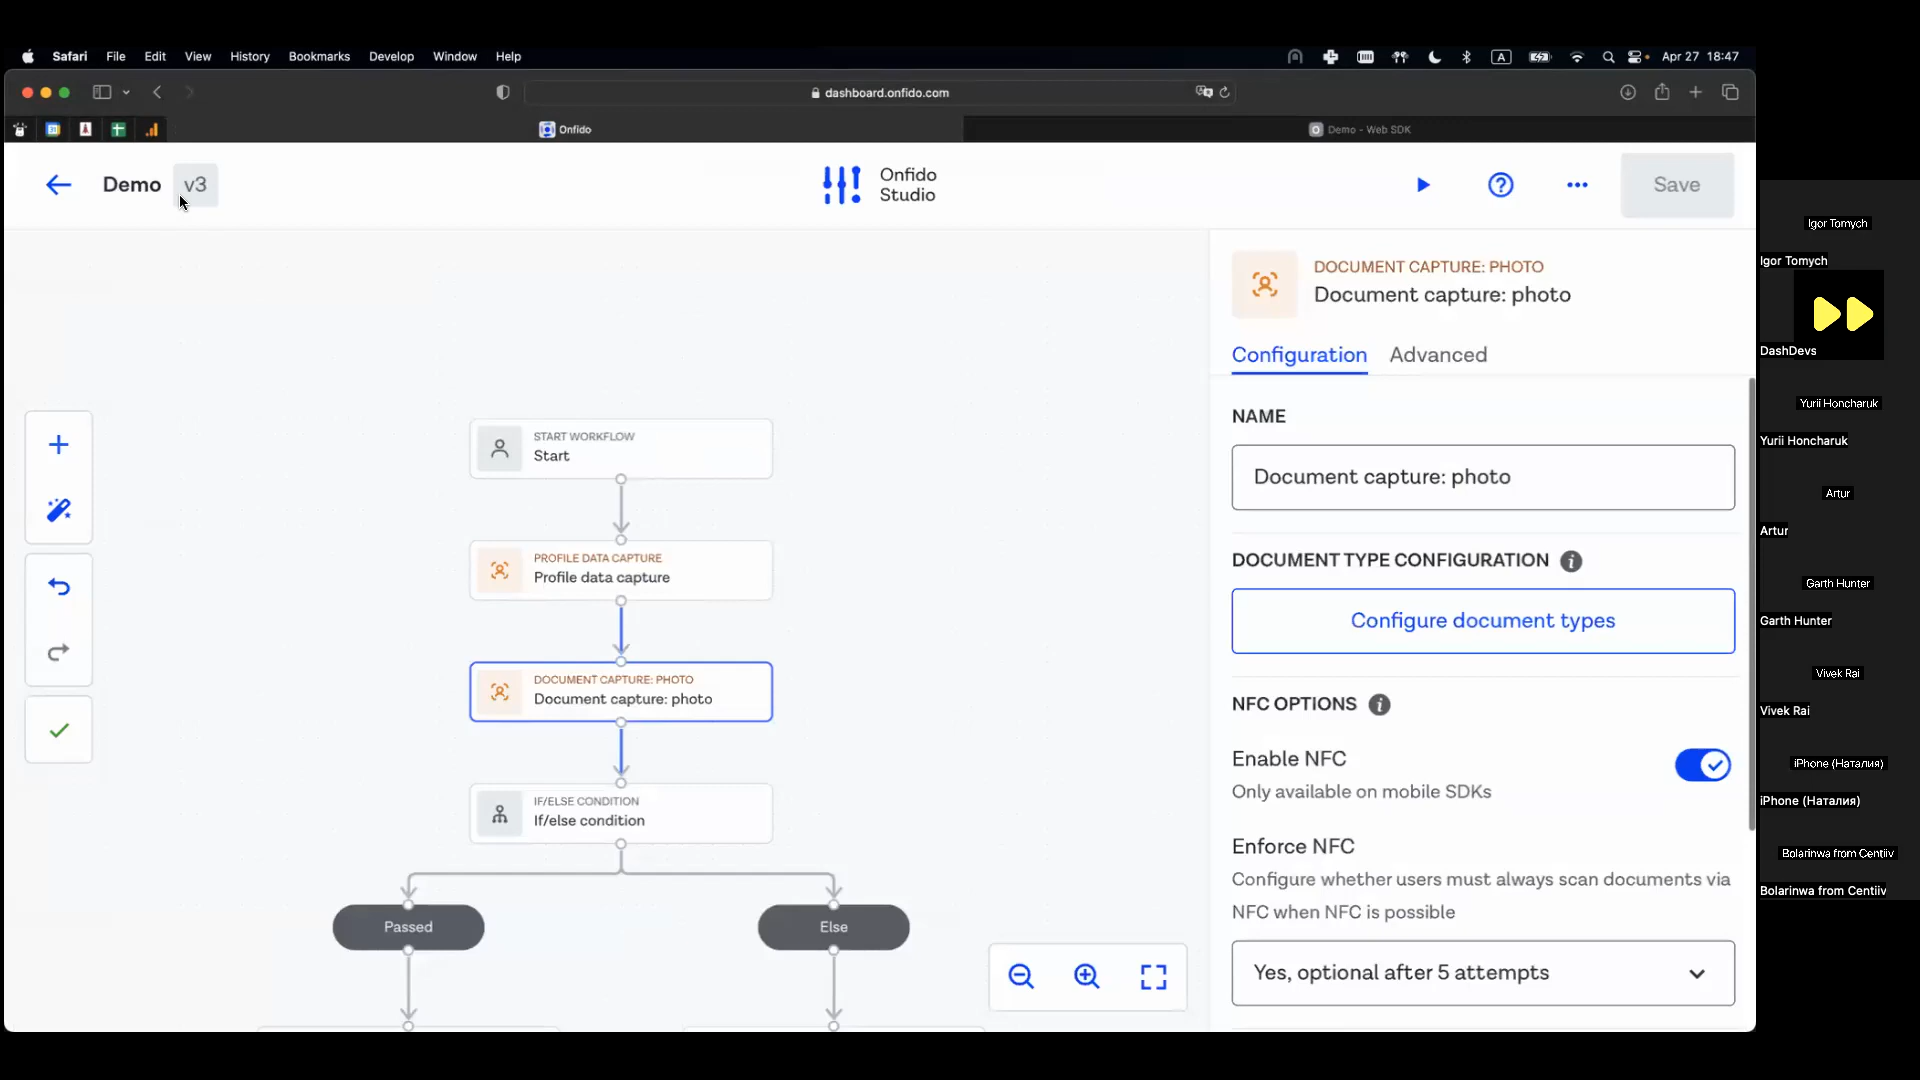 Safari File Edit View History Bookmarks Develop Window Help
A
Apr 27 18:47
dashboard.onfido.com
Onfido
Demo - Web SDK
Demo v3
Onfido
Studio
Save
START WORKFLOW
Start
PROFILE DATA CAPTURE
Profile data capture
DOCUMENT CAPTURE: PHOTO
Document capture: photo
IF/ELSE CONDITION
If/else condition
Passed
Else
DOCUMENT CAPTURE: PHOTO
Document capture: photo
Configuration Advanced
NAME
Document capture: photo
DOCUMENT TYPE CONFIGURATION
Configure document types
NFC OPTIONS
Enable NFC
Only available on mobile SDKs
Enforce NFC
Configure whether users must always scan documents via
NFC when NFC is possible
Yes, optional after 5 attempts
Igor Tomych
Igor Tomych
DashDevs
Yurii Honcharuk
Yurii Honcharuk
Artur
Artur
Garth Hunter
Garth Hunter
Vivek Rai
Vivek Rai
iPhone (Наталия)
iPhone (Наталия)
Bolarinwa from Centiiv
Bolarinwa from Centiiv